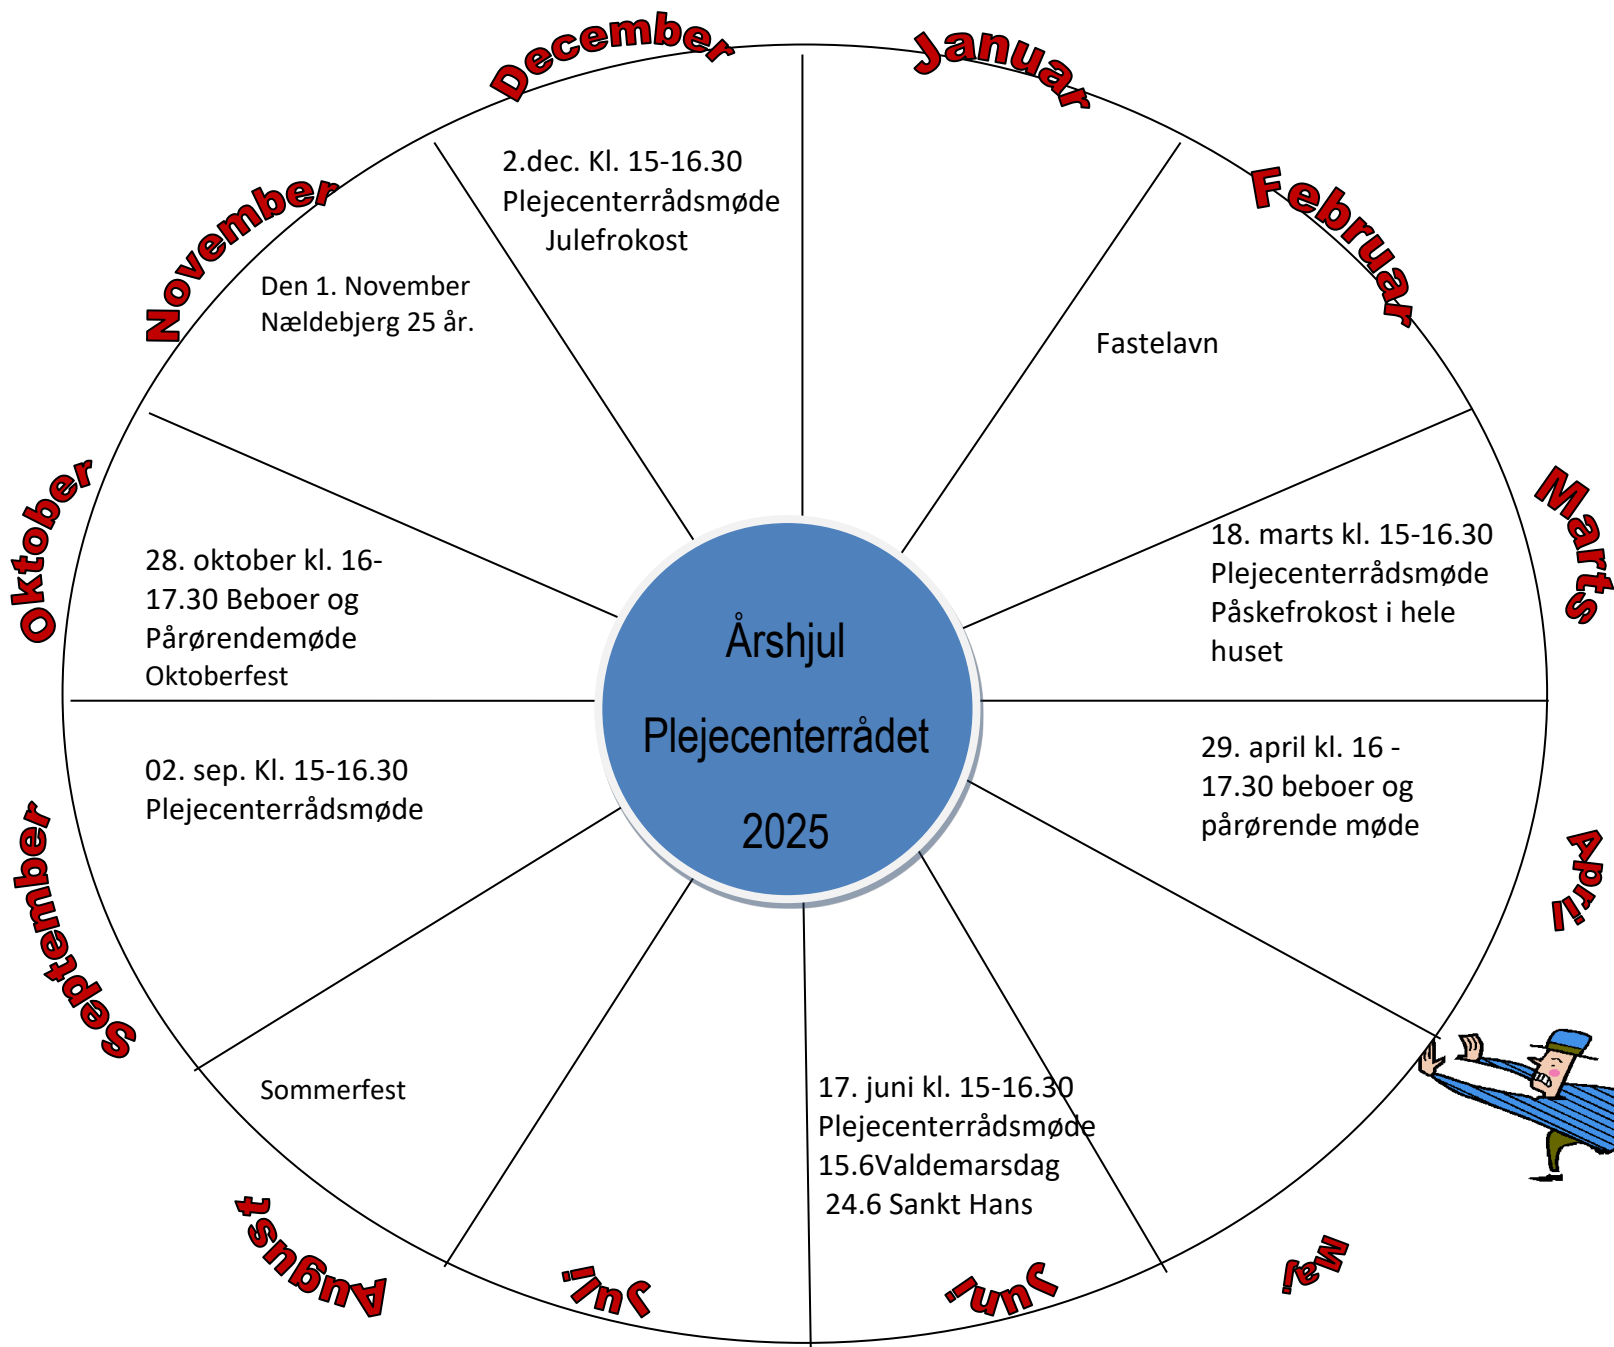 Januar
Februar
Fastelavn
Marts
18. marts kl. 15-16.30
Plejecenterrådsmøde
Påskefrokost i hele
huset
April
29. april kl. 16 -
17.30 beboer og
pårørende møde
Maj
Juni
17. juni kl. 15-16.30
Plejecenterrådsmøde
15.6Valdemarsdag
24.6 Sankt Hans
Juli
August
Sommerfest
September
02. sep. Kl. 15-16.30
Plejecenterrådsmøde
Oktober
28. oktober kl. 16-
17.30 Beboer og
Pårørendemøde
Oktoberfest
November
Den 1. November
Nældebjerg 25 år.
December
2.dec. Kl. 15-16.30
Plejecenterrådsmøde
Julefrokost
Årshjul
Plejecenterrådet
2025